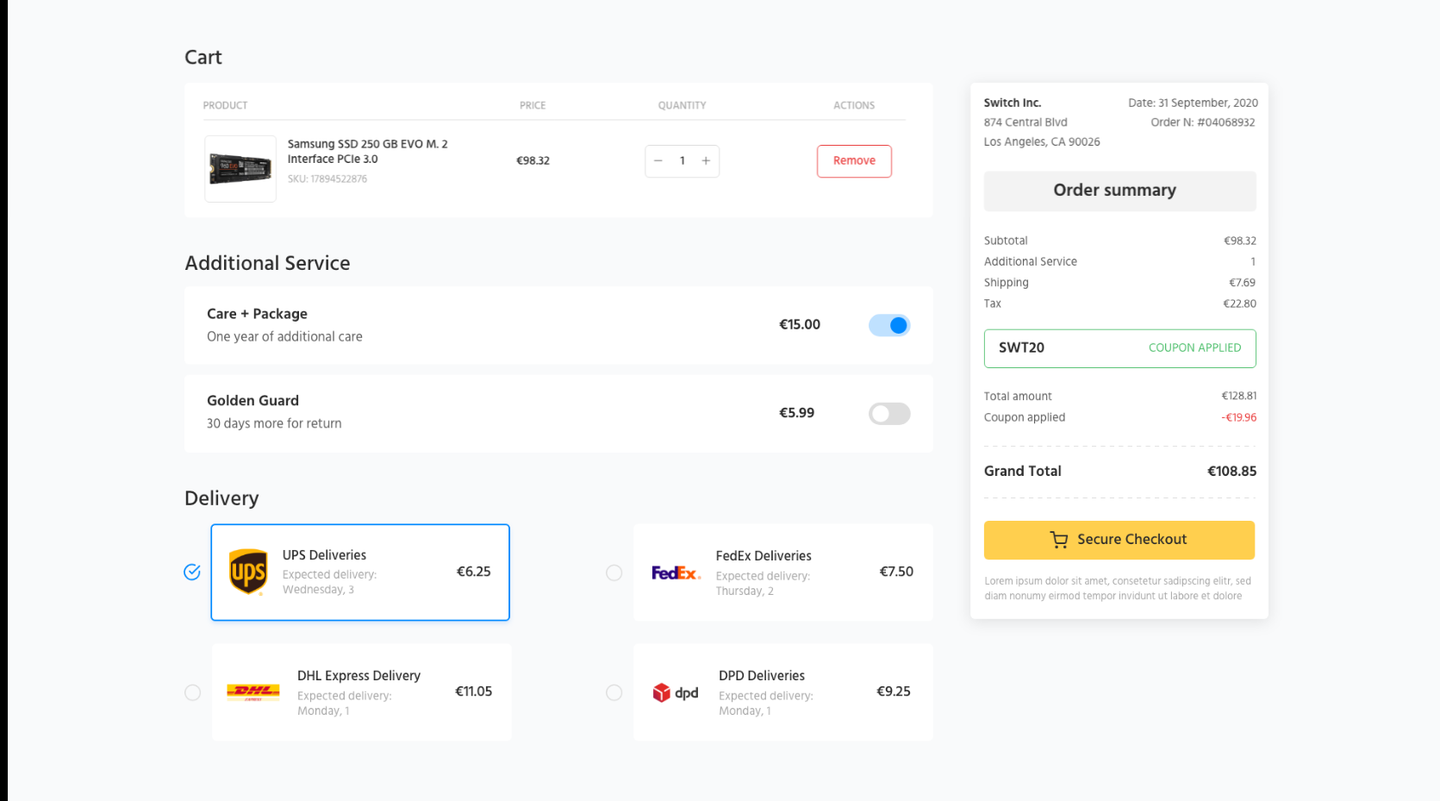 Cart
PRODUCT PRICE QUANTITY ACTIONS
Samsung SSD 250 GB EVO M. 2
Interface PCIe 3.0
SKU: 17894522876
€98.32
− 1 +
Remove
Additional Service
Care + Package
One year of additional care
€15.00
Golden Guard
30 days more for return
€5.99
Delivery
ups
UPS Deliveries
Expected delivery:
Wednesday, 3
€6.25
FedEx
FedEx Deliveries
Expected delivery:
Thursday, 2
€7.50
DHL
EXPRESS
DHL Express Delivery
Expected delivery:
Monday, 1
€11.05
dpd
DPD Deliveries
Expected delivery:
Monday, 1
€9.25
Switch Inc. Date: 31 September, 2020
874 Central Blvd Order N: #04068932
Los Angeles, CA 90026
Order summary
Subtotal €98.32
Additional Service 1
Shipping €7.69
Tax €22.80
SWT20 COUPON APPLIED
Total amount €128.81
Coupon applied -€19.96
Grand Total €108.85
Secure Checkout
Lorem ipsum dolor sit amet, consetetur sadipscing elitr, sed
diam nonumy eirmod tempor invidunt ut labore et dolore